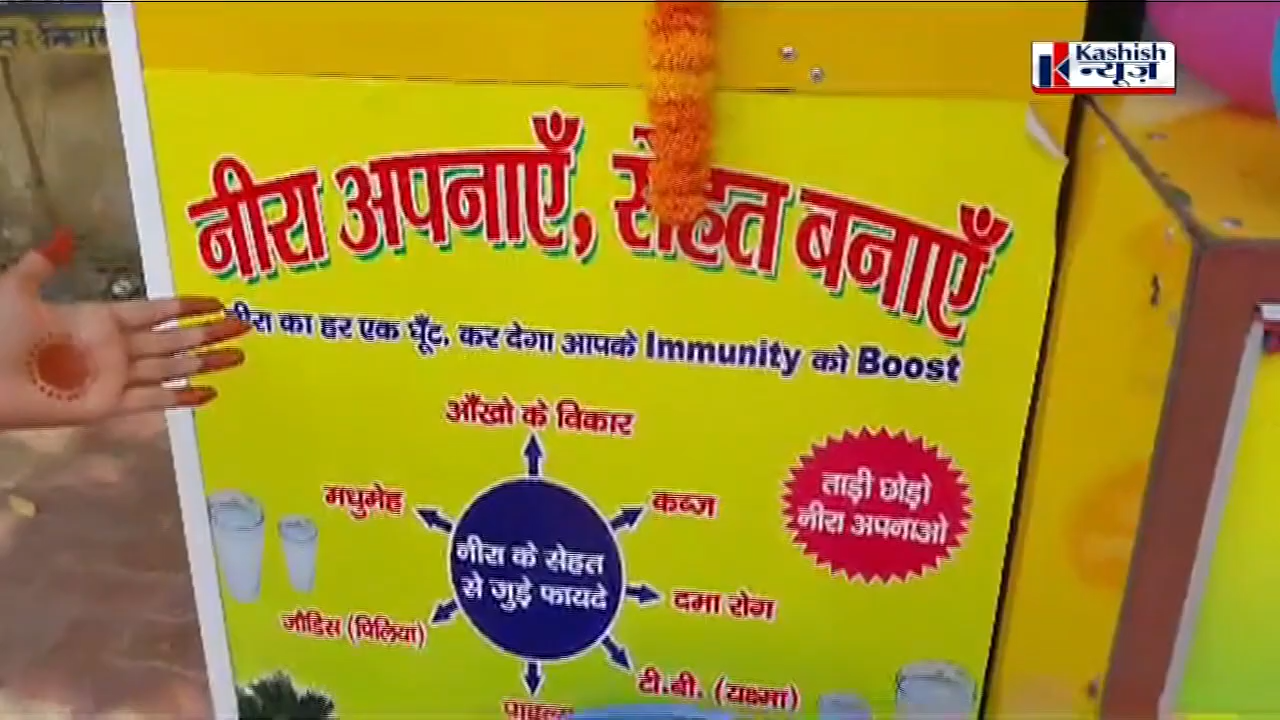 Kashish
न्यूज़
नीरा अपनाएँ, सेहत बनाएँ
नीरा का हर एक घूँट, कर देगा आपके Immunity को Boost
आँखो के विकार
मधुमेह
कब्ज
ताड़ी छोड़ो
नीरा अपनाओ
नीरा के सेहत
से जुड़े फायदे
दमा रोग
जौंडिस (पिलिया)
टी.बी. (यक्ष्मा)